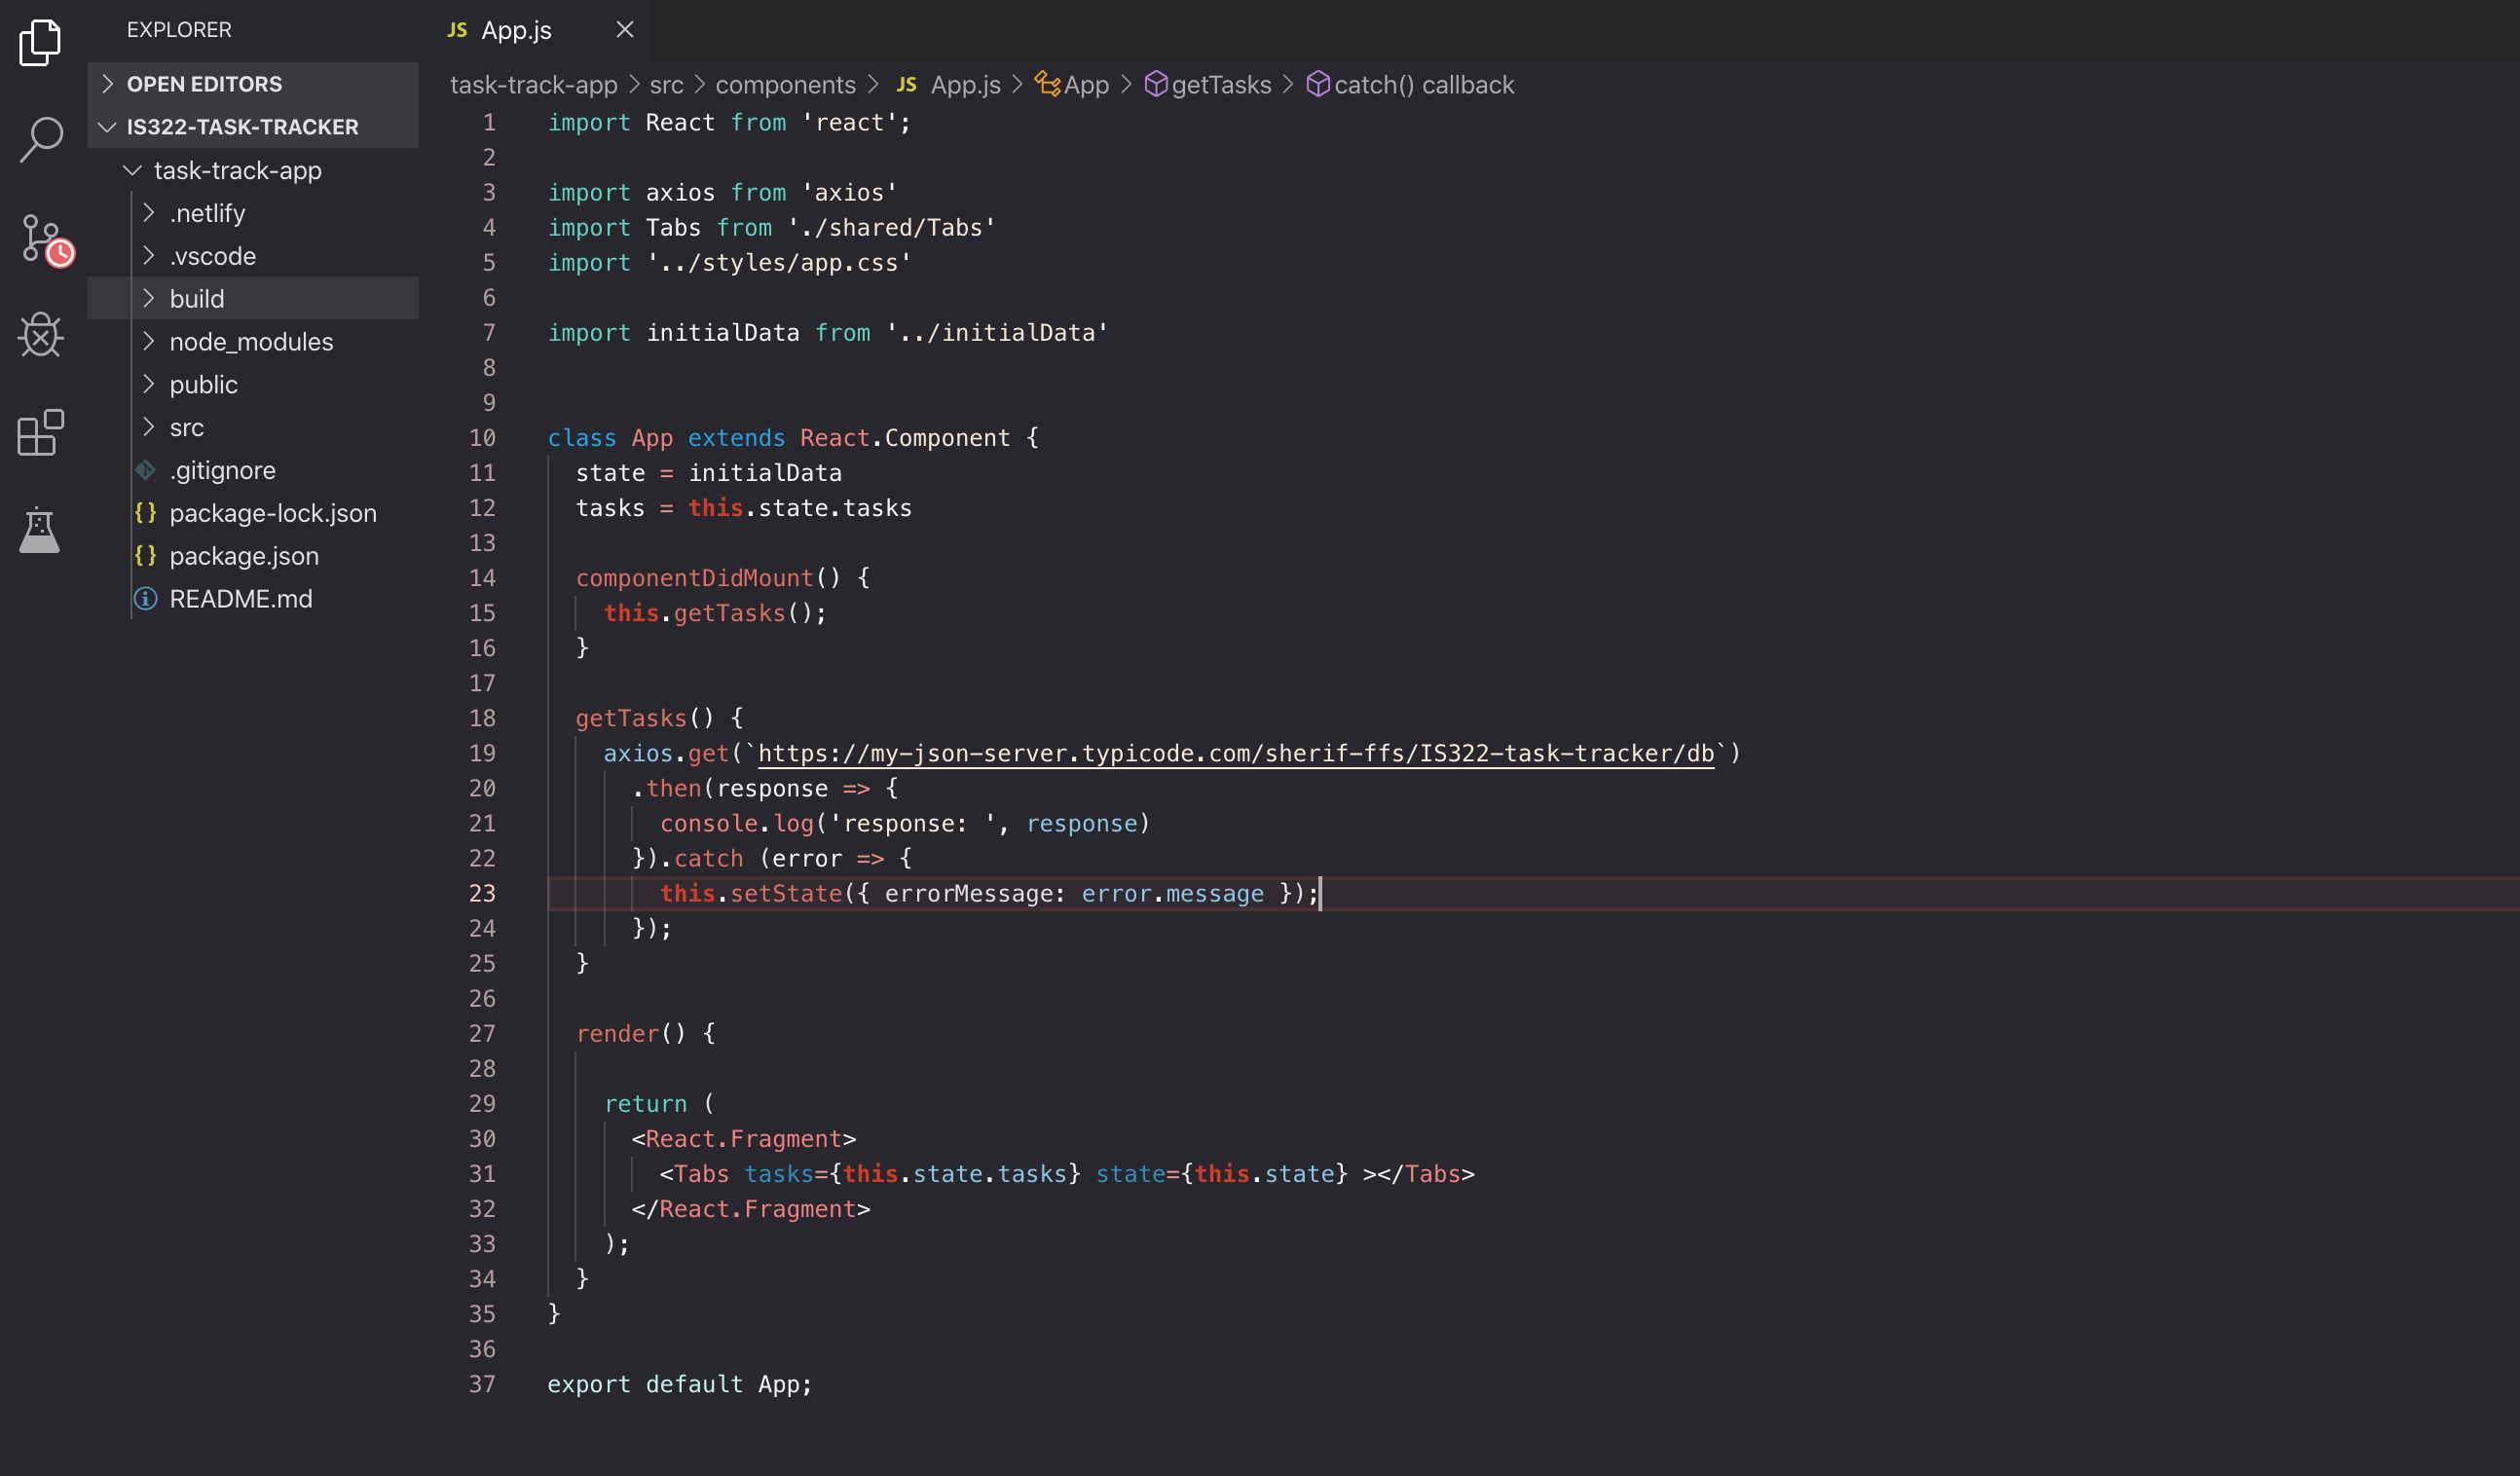 EXPLORER
OPEN EDITORS
IS322-TASK-TRACKER
task-track-app
.netlify
.vscode
build
node_modules
public
src
.gitignore
{} package-lock.json
{} package.json
README.md
JS App.js
task-track-app > src > components > JS App.js > App > getTasks > catch() callback
1 import React from 'react';
2
3 import axios from 'axios'
4 import Tabs from './shared/Tabs'
5 import '../styles/app.css'
6
7 import initialData from '../initialData'
8
9
10 class App extends React.Component {
11 state = initialData
12 tasks = this.state.tasks
13
14 componentDidMount() {
15 this.getTasks();
16 }
17
18 getTasks() {
19 axios.get(`https://my-json-server.typicode.com/sherif-ffs/IS322-task-tracker/db`)
20 .then(response => {
21 console.log('response: ', response)
22 }).catch (error => {
23 this.setState({ errorMessage: error.message });
24 });
25 }
26
27 render() {
28
29 return (
30 <React.Fragment>
31 <Tabs tasks={this.state.tasks} state={this.state} ></Tabs>
32 </React.Fragment>
33 );
34 }
35 }
36
37 export default App;